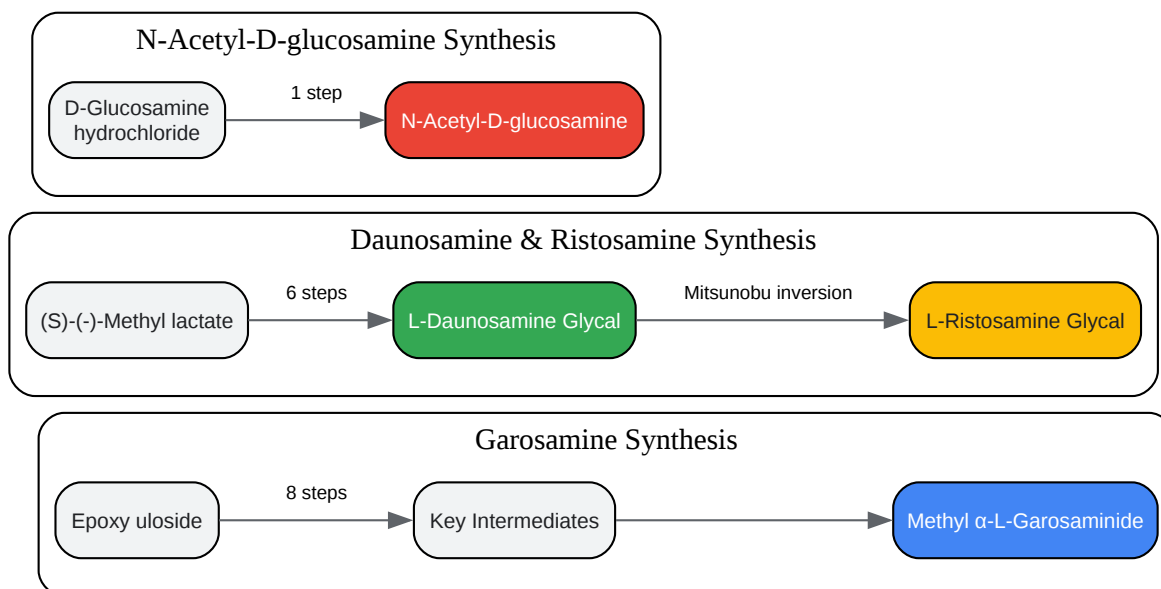 N-Acetyl-D-glucosamine Synthesis
D-Glucosamine
hydrochloride
1 step
N-Acetyl-D-glucosamine
Daunosamine & Ristosamine Synthesis
(S)-(-)-Methyl lactate
6 steps
L-Daunosamine Glycal
Mitsunobu inversion
L-Ristosamine Glycal
Garosamine Synthesis
Epoxy uloside
8 steps
Key Intermediates
Methyl α-L-Garosaminide